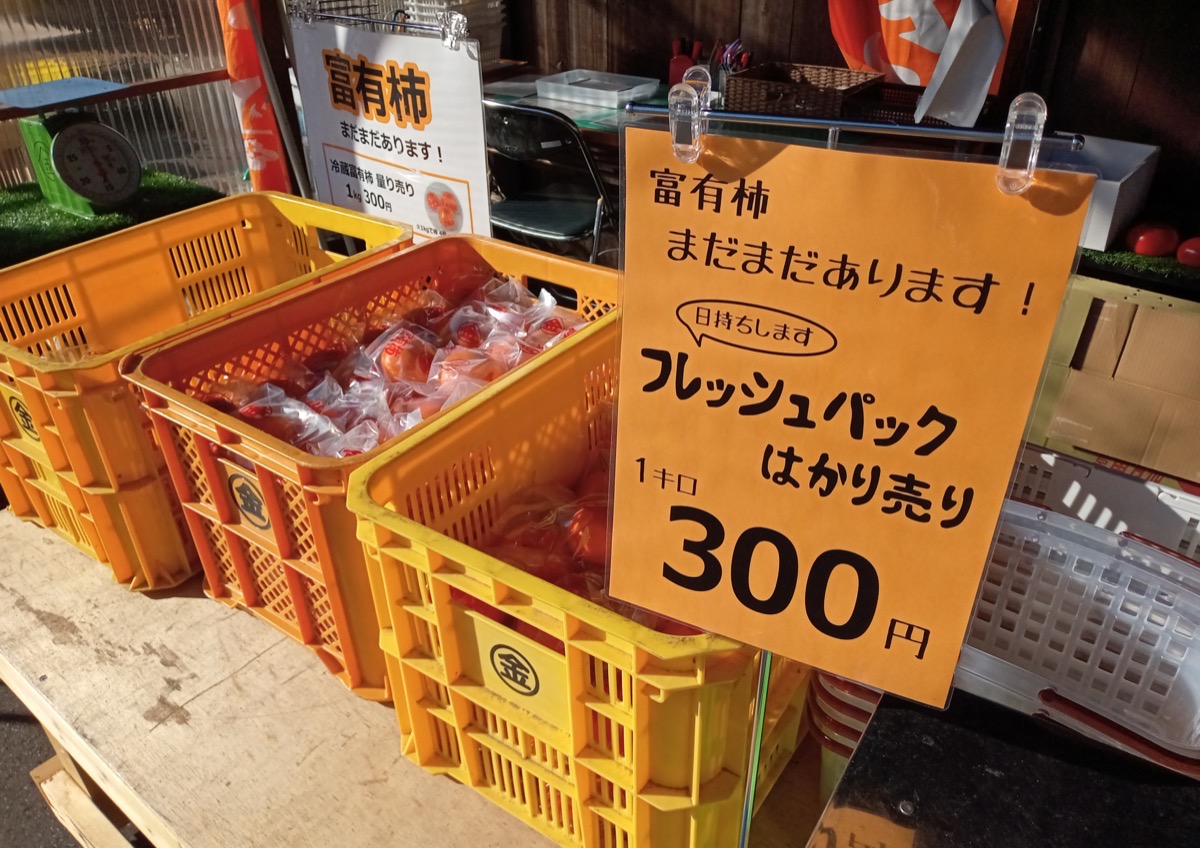 富有柿
まだまだあります！
冷蔵富有柿 量り売り
1kg 300円
富有柿
まだまだあります！
日持ちします
フレッシュパック
はかり売り
1キロ
300円
金
金
金